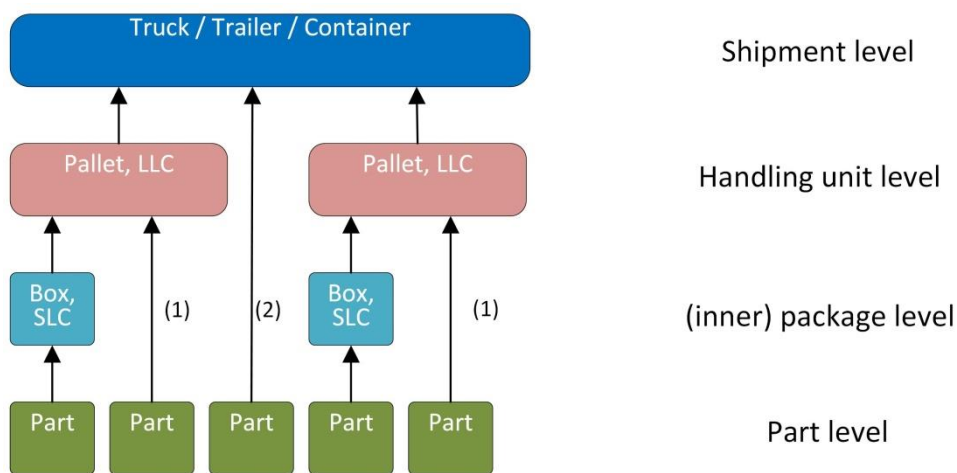 Truck / Trailer / Container
Shipment level
Pallet, LLC
Pallet, LLC
Handling unit level
Box,
SLC
(1)
(2)
Box,
SLC
(1)
(inner) package level
Part
Part
Part
Part
Part
Part level